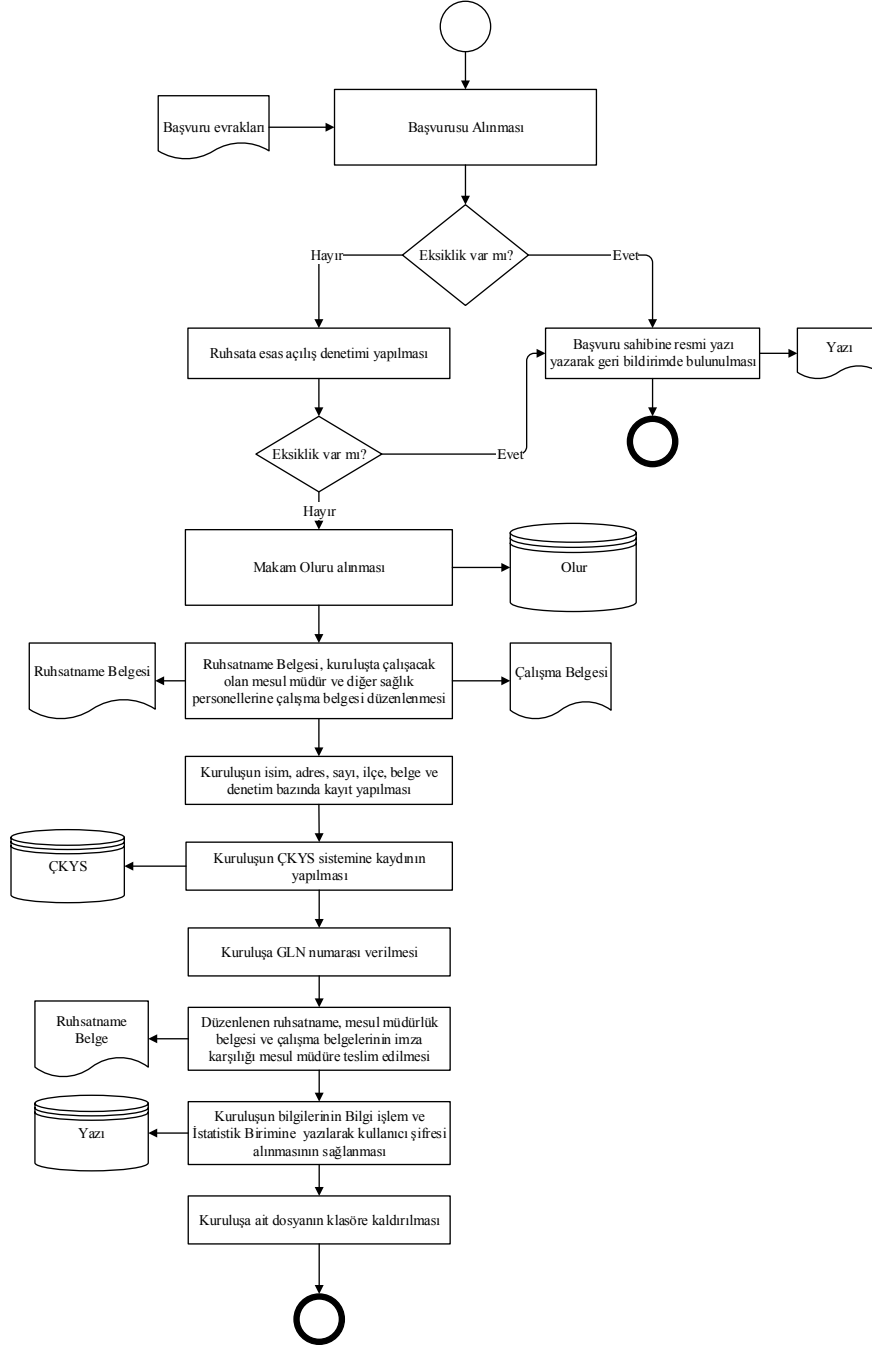 Başvuru evrakları
Başvurusu Alınması
Eksiklik var mı?
Hayır
Evet
Ruhsata esas açılış denetimi yapılması
Başvuru sahibine resmi yazı
yazarak geri bildirimde bulunulması
Yazı
Eksiklik var mı?
Evet
Hayır
Makam Oluru alınması
Olur
Ruhsatname Belgesi
Ruhsatname Belgesi, kuruluşta çalışacak
olan mesul müdür ve diğer sağlık
personellerine çalışma belgesi düzenlenmesi
Çalışma Belgesi
Kuruluşun isim, adres, sayı, ilçe, belge ve
denetim bazında kayıt yapılması
ÇKYS
Kuruluşun ÇKYS sistemine kaydının
yapılması
Kuruluşa GLN numarası verilmesi
Ruhsatname
Belge
Düzenlenen ruhsatname, mesul müdürlük
belgesi ve çalışma belgelerinin imza
karşılığı mesul müdüre teslim edilmesi
Yazı
Kuruluşun bilgilerinin Bilgi işlem ve
İstatistik Birimine yazılarak kullanıcı şifresi
alınmasının sağlanması
Kuruluşa ait dosyanın klasöre kaldırılması